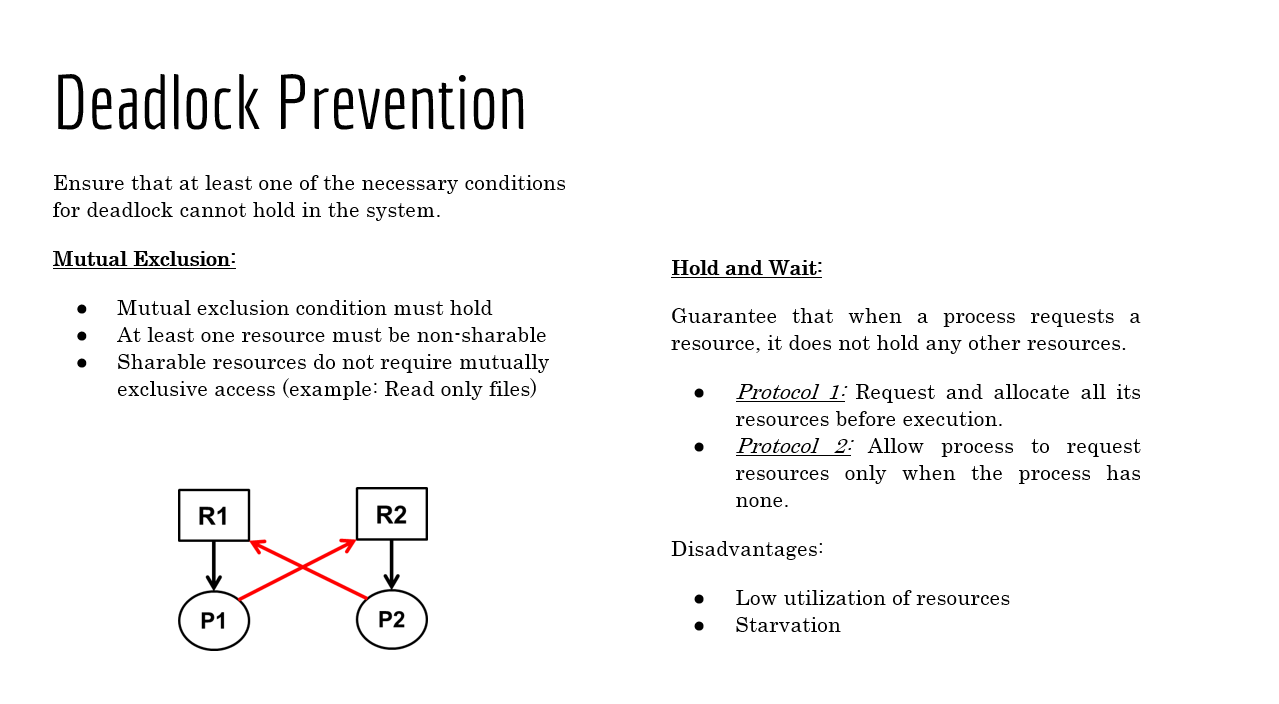 Deadlock Prevention
Ensure that at least one of the necessary conditions
for deadlock cannot hold in the system.
Mutual Exclusion:
● Mutual exclusion condition must hold
● At least one resource must be non-sharable
● Sharable resources do not require mutually
exclusive access (example: Read only files)
R1 R2
P1 P2
Hold and Wait:
Guarantee that when a process requests a
resource, it does not hold any other resources.
● Protocol 1: Request and allocate all its
resources before execution.
● Protocol 2: Allow process to request
resources only when the process has
none.
Disadvantages:
● Low utilization of resources
● Starvation